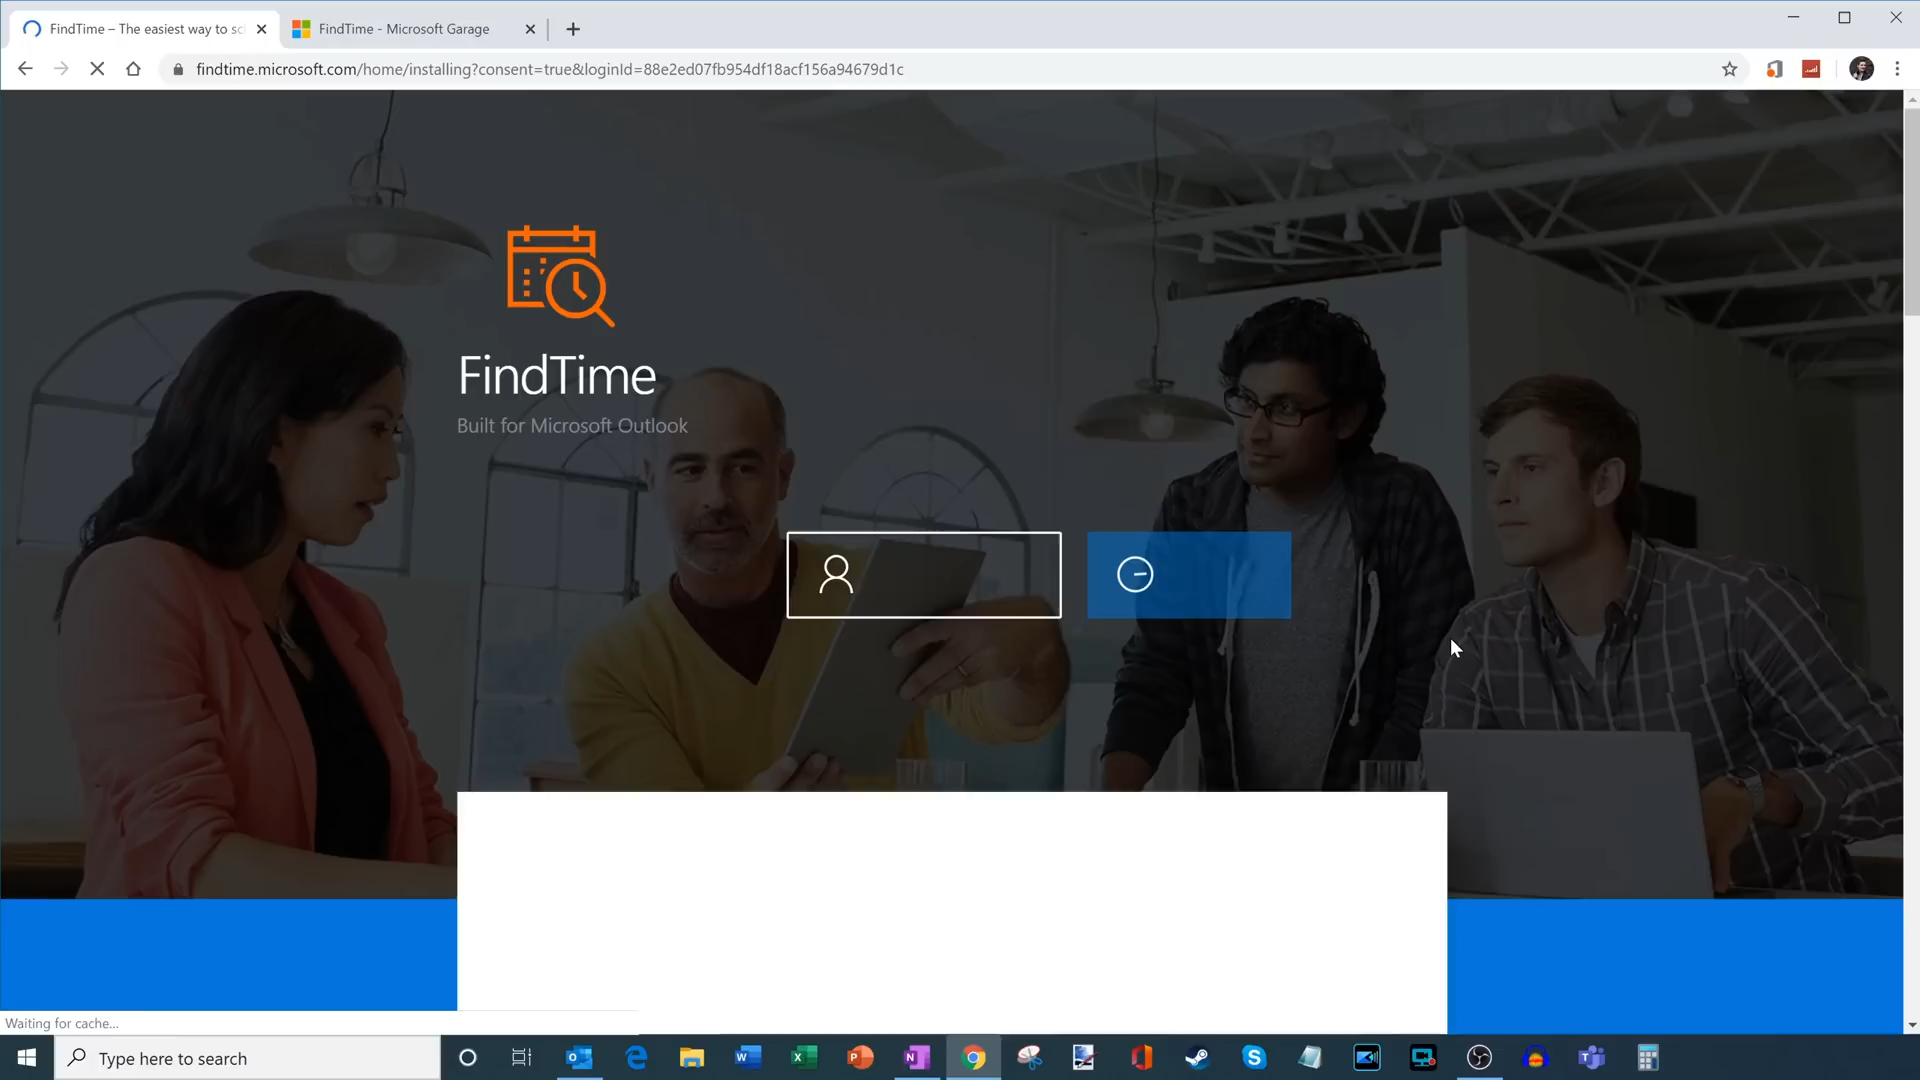 FindTime – The easiest way to sc
FindTime - Microsoft Garage
findtime.microsoft.com/home/installing?consent=true&loginId=88e2ed07fb954df18acf156a94679d1c
FindTime
Built for Microsoft Outlook
Waiting for cache...
Type here to search